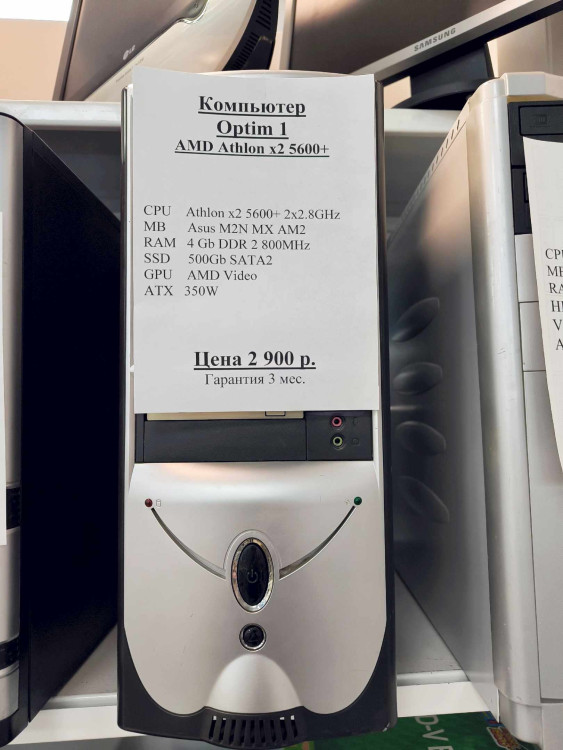 LG
SAMSUNG
Компьютер
Optim 1
AMD Athlon x2 5600+
CPU Athlon x2 5600+ 2x2.8GHz
MB Asus M2N MX AM2
RAM 4 Gb DDR 2 800MHz
SSD 500Gb SATA2
GPU AMD Video
ATX 350W
Цена 2 900 р.
Гарантия 3 мес.